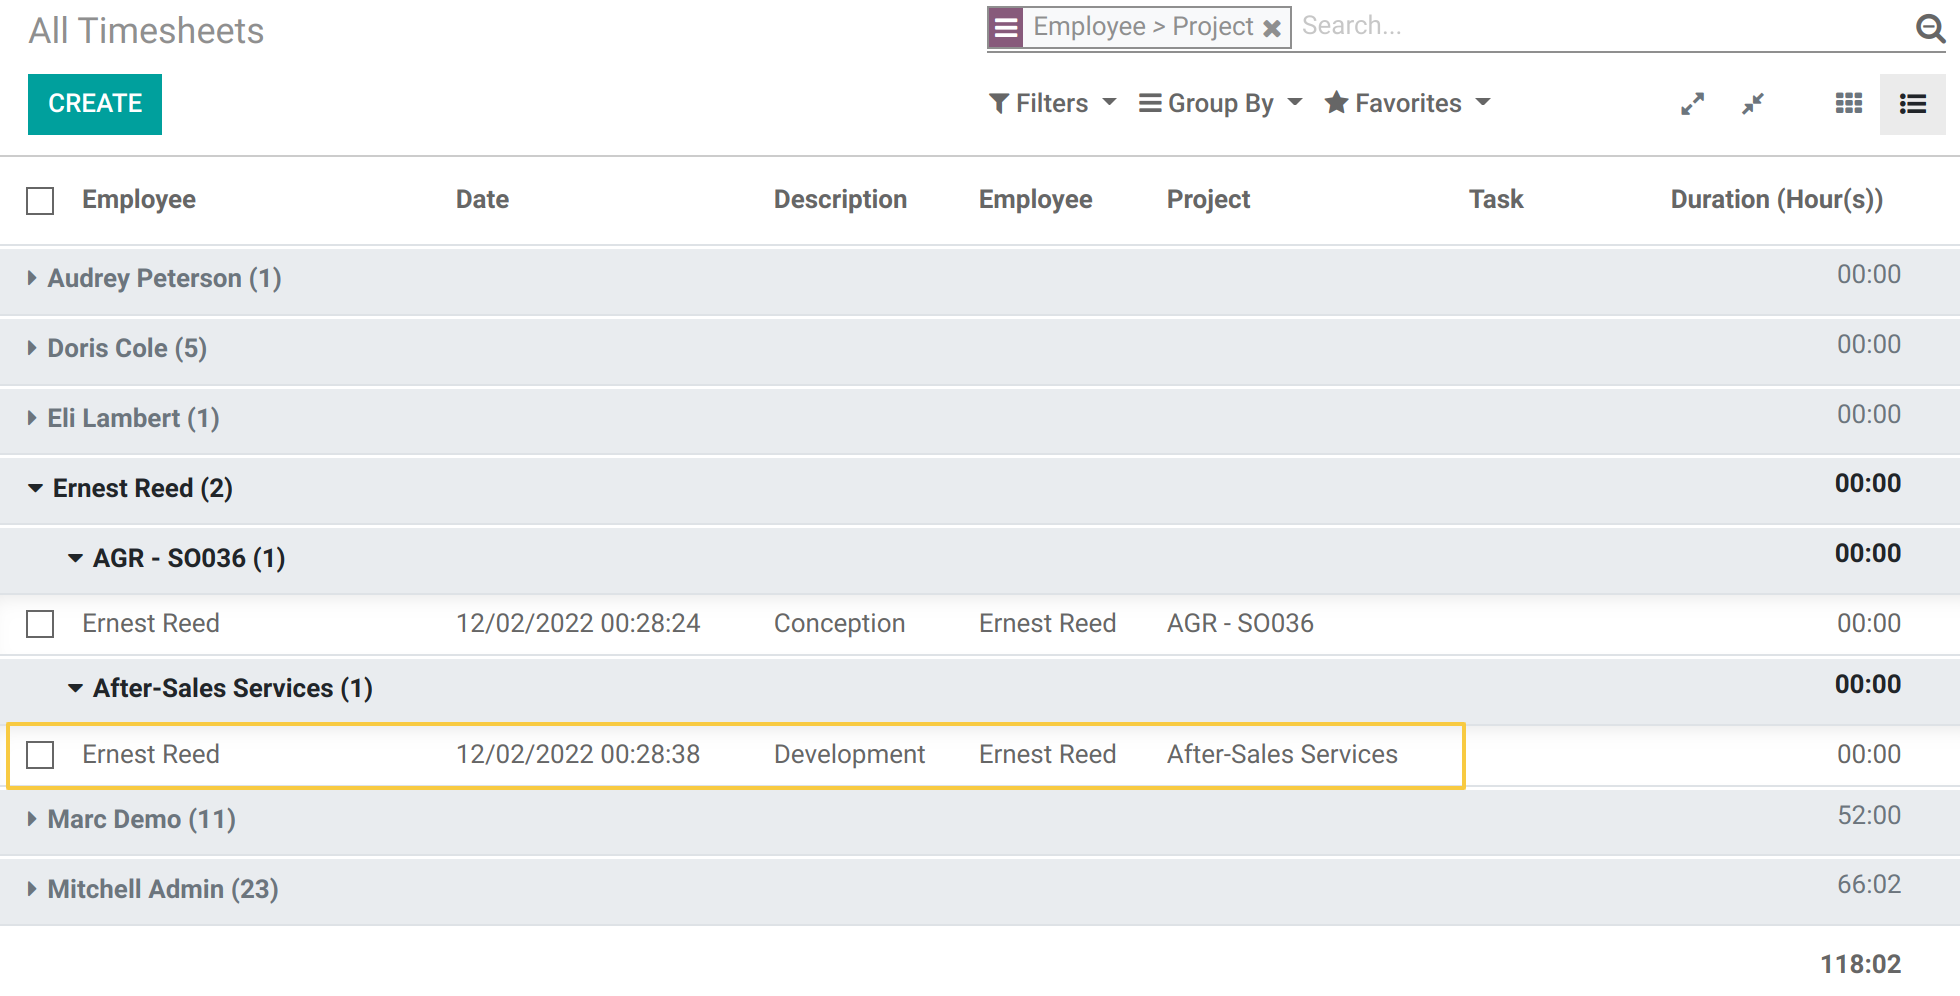 All Timesheets
Employee > Project
Search...
CREATE
Filters
Group By
Favorites
Employee Date Description Employee Project Task Duration (Hour(s))
Audrey Peterson (1) 00:00
Doris Cole (5) 00:00
Eli Lambert (1) 00:00
Ernest Reed (2) 00:00
AGR - SO036 (1) 00:00
Ernest Reed 12/02/2022 00:28:24 Conception Ernest Reed AGR - SO036 00:00
After-Sales Services (1) 00:00
Ernest Reed 12/02/2022 00:28:38 Development Ernest Reed After-Sales Services 00:00
Marc Demo (11) 52:00
Mitchell Admin (23) 66:02
118:02